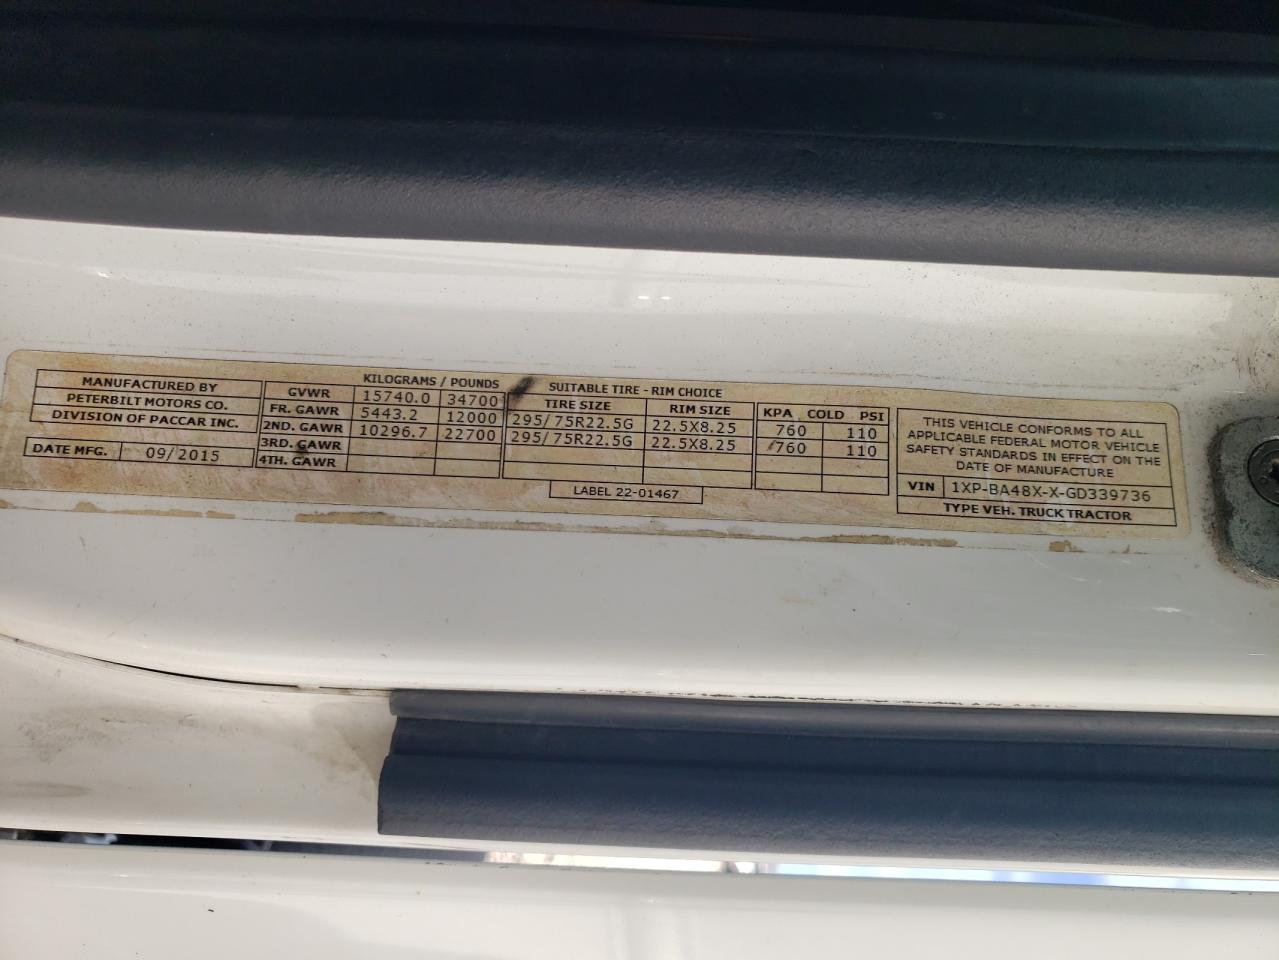 MANUFACTURED BY
PETERBILT MOTORS CO.
DIVISION OF PACCAR INC.
DATE MFG. 09/2015
KILOGRAMS / POUNDS
GVWR 15740.0 34700
FR. GAWR 5443.2 12000
2ND. GAWR 10296.7 22700
3RD. GAWR
4TH. GAWR
SUITABLE TIRE - RIM CHOICE
TIRE SIZE RIM SIZE KPA COLD PSI
295/75R22.5G 22.5X8.25 760 110
295/75R22.5G 22.5X8.25 760 110
LABEL 22-01467
THIS VEHICLE CONFORMS TO ALL
APPLICABLE FEDERAL MOTOR VEHICLE
SAFETY STANDARDS IN EFFECT ON THE
DATE OF MANUFACTURE
VIN 1XP-BA48X-X-GD339736
TYPE VEH. TRUCK TRACTOR